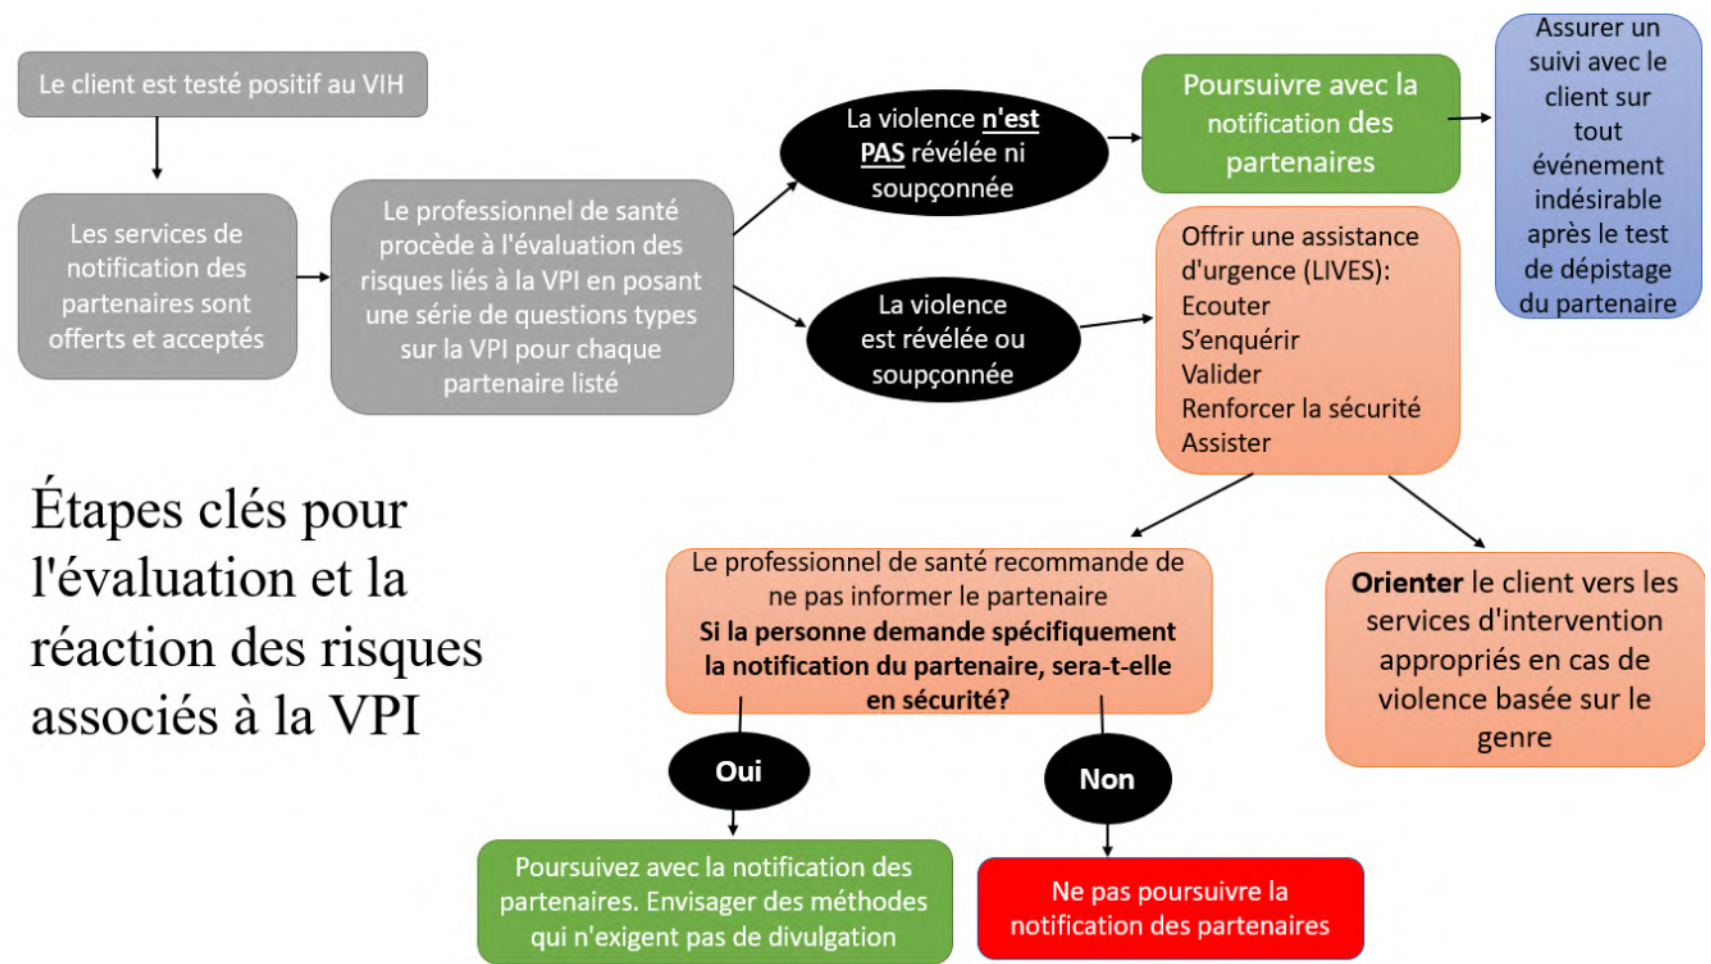 Le client est testé positif au VIH
Les services de
notification des
partenaires sont
offerts et acceptés
Le professionnel de santé
procède à l'évaluation des
risques liés à la VPI en posant
une série de questions types
sur la VPI pour chaque
partenaire listé
La violence n'est
PAS révélée ni
soupçonnée
Poursuivre avec la
notification des
partenaires
Assurer un
suivi avec le
client sur
tout
événement
indésirable
après le test
de dépistage
du partenaire
La violence
est révélée ou
soupçonnée
Offrir une assistance
d'urgence (LIVES):
Ecouter
S’enquérir
Valider
Renforcer la sécurité
Assister
Étapes clés pour
l'évaluation et la
réaction des risques
associés à la VPI
Le professionnel de santé recommande de
ne pas informer le partenaire
Si la personne demande spécifiquement
la notification du partenaire, sera-t-elle
en sécurité?
Orienter le client vers les
services d'intervention
appropriés en cas de
violence basée sur le
genre
Oui
Non
Poursuivez avec la notification des
partenaires. Envisager des méthodes
qui n'exigent pas de divulgation
Ne pas poursuivre la
notification des partenaires